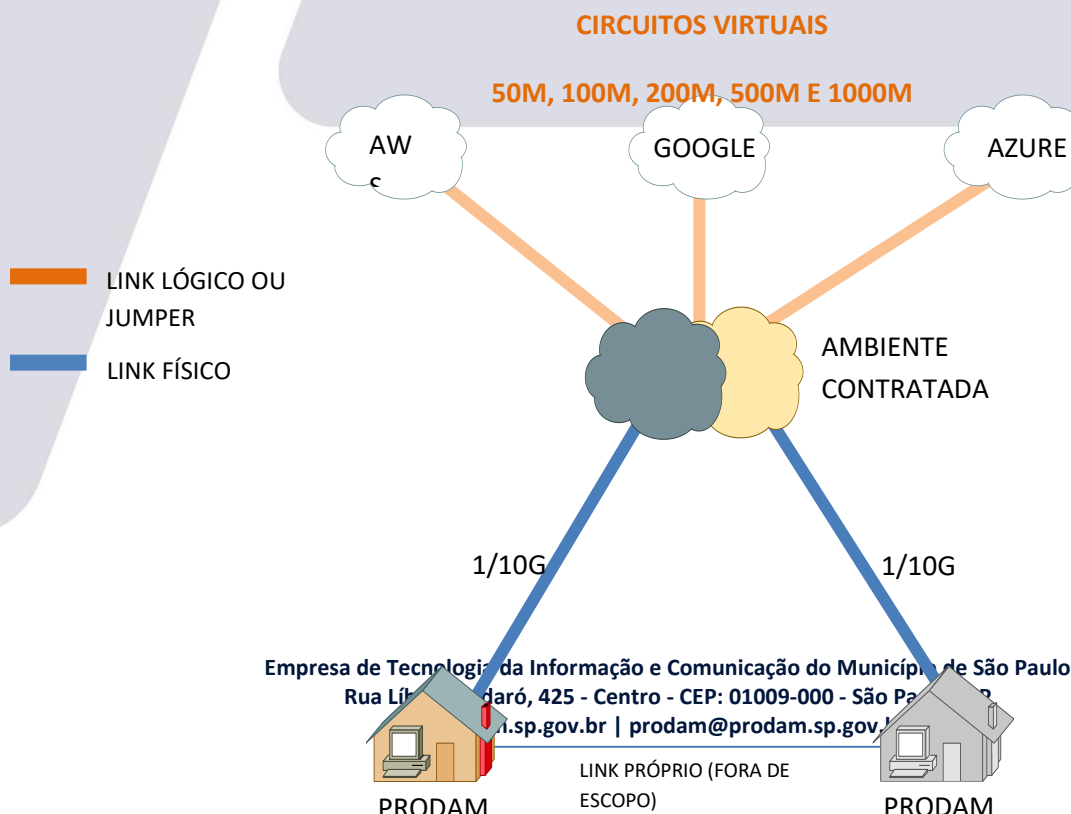 CIRCUITOS VIRTUAIS
50M, 100M, 200M, 500M E 1000M
AW
GOOGLE
AZURE
LINK LÓGICO OU
JUMPER
LINK FÍSICO
AMBIENTE
CONTRATADA
1/10G
1/10G
Empresa de Tecnologia da Informação e Comunicação do Município de São Paulo
Rua daró, 425 - Centro - CEP: 01009-000 - São
.sp.gov.br | prodam@prodam.sp.gov.
LINK PRÓPRIO (FORA DE
ESCOPO)
PRODAM
PRODAM